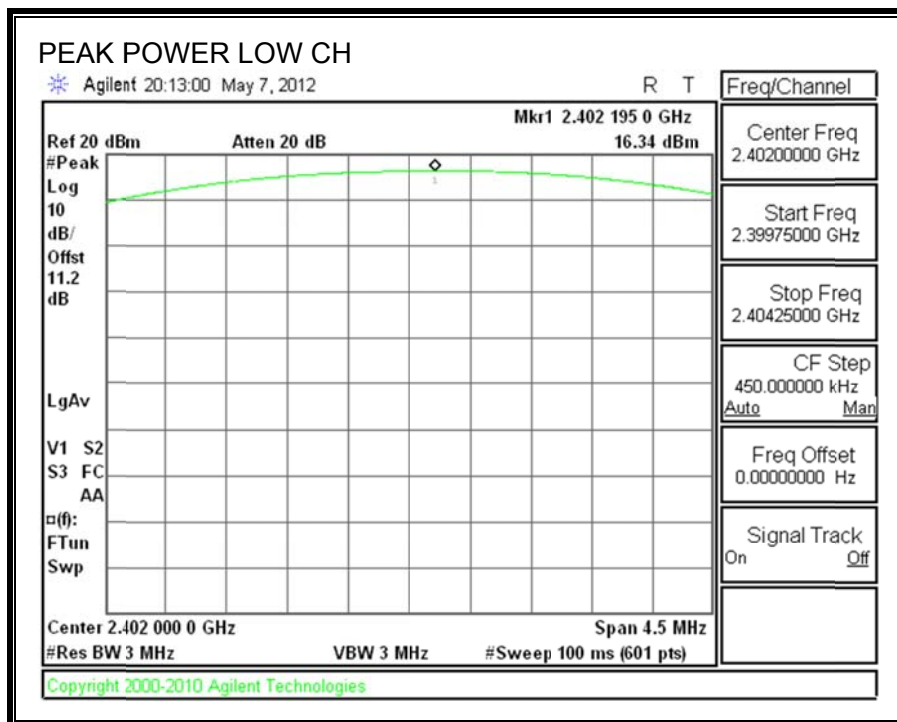 PEAK POWER LOW CH
Agilent 20:13:00 May 7, 2012 R T
Mkr1 2.402 195 0 GHz
Ref 20 dBm Atten 20 dB 16.34 dBm
#Peak
Log
10
dB/
Offst
11.2
dB
LgAv
V1 S2
S3 FC
AA
¤(f):
FTun
Swp
1
Center 2.402 000 0 GHz Span 4.5 MHz
#Res BW 3 MHz VBW 3 MHz #Sweep 100 ms (601 pts)
Copyright 2000-2010 Agilent Technologies
Freq/Channel
Center Freq
2.40200000 GHz
Start Freq
2.39975000 GHz
Stop Freq
2.40425000 GHz
CF Step
450.000000 kHz
Auto Man
Freq Offset
0.00000000 Hz
Signal Track
On Off